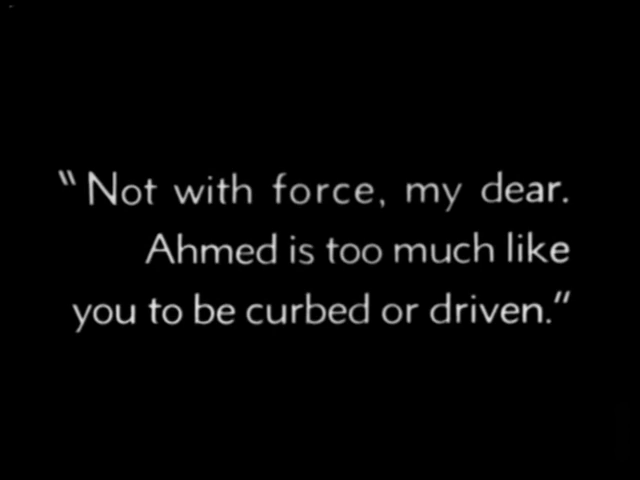 "Not with force, my dear.
Ahmed is too much like
you to be curbed or driven."